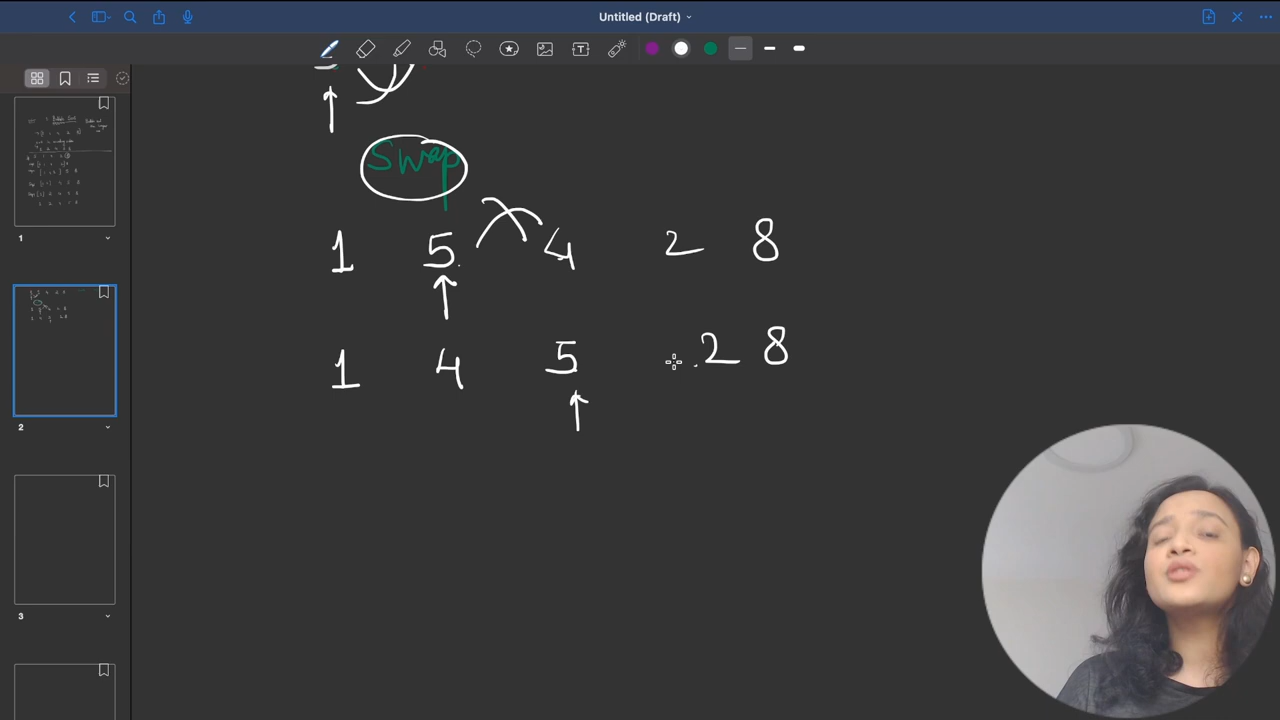 Untitled (Draft)
Swap
1 5 4 2 8
1 4 5 2 8
1
2
3